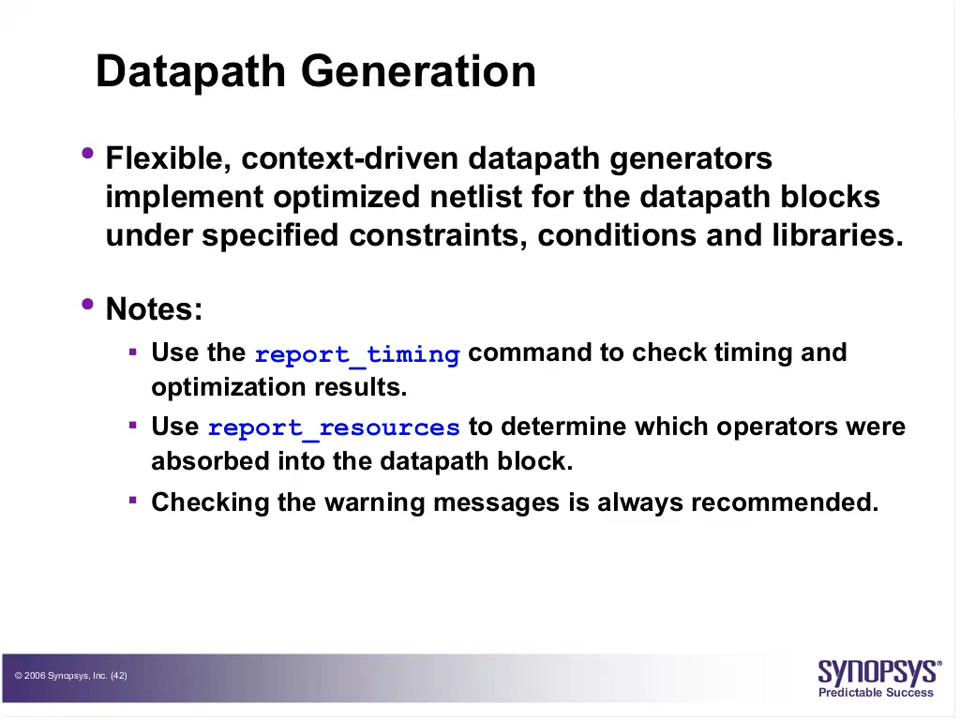 Datapath Generation
• Flexible, context-driven datapath generators
implement optimized netlist for the datapath blocks
under specified constraints, conditions and libraries.
• Notes:
▪ Use the report_timing command to check timing and
optimization results.
▪ Use report_resources to determine which operators were
absorbed into the datapath block.
▪ Checking the warning messages is always recommended.
© 2006 Synopsys, Inc. (42)
SYNOPSYS®
Predictable Success